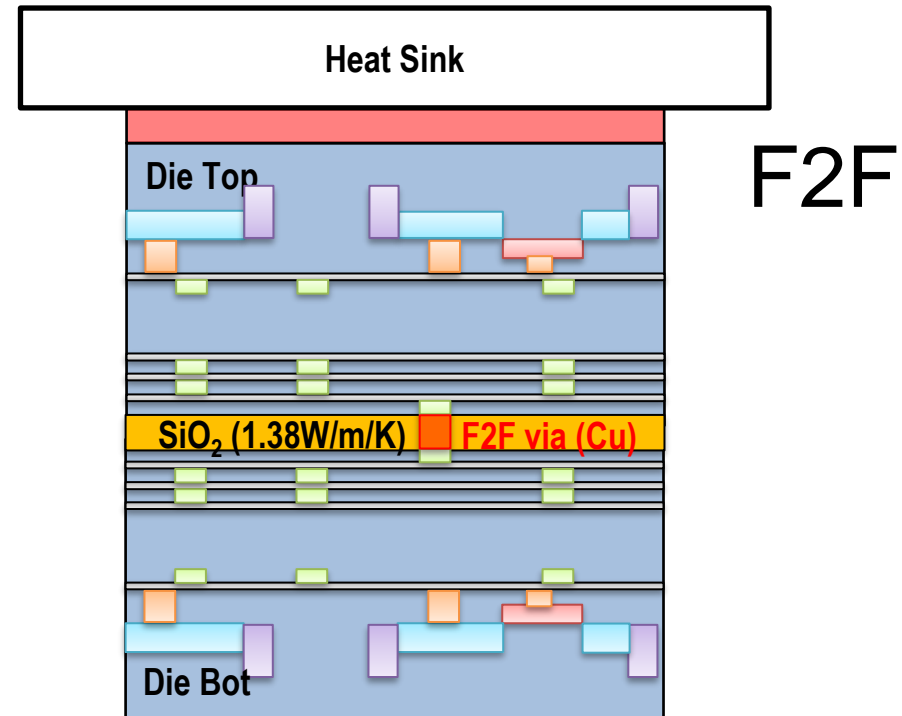 Heat Sink
F2F
Die Top
SiO₂ (1.38W/m/K) F2F via (Cu)
Die Bot